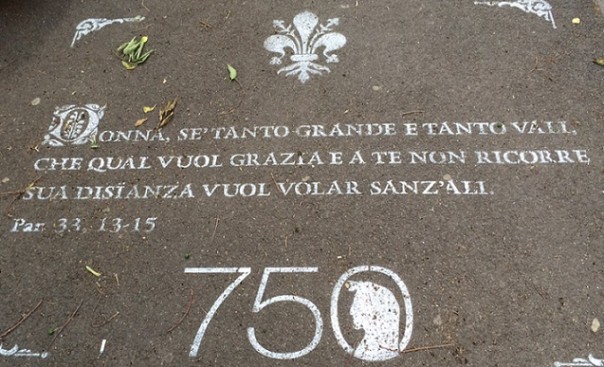 DONNA, SE' TANTO GRANDE E TANTO VALI,
CHE QUAL VUOL GRAZIA E A TE NON RICORRE
SUA DISÏANZA VUOL VOLAR SANZ'ALI.
Par. 33, 13-15
750